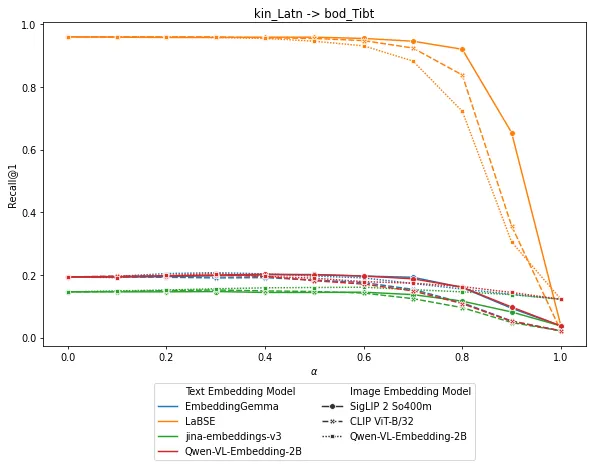 kin_Latn -> bod_Tibt
Recall@1
1.0
0.8
0.6
0.4
0.2
0.0
0.0 0.2 0.4 0.6 0.8 1.0
α
Text Embedding Model
EmbeddingGemma
LaBSE
jina-embeddings-v3
Qwen-VL-Embedding-2B
Image Embedding Model
SigLIP 2 So400m
CLIP ViT-B/32
Qwen-VL-Embedding-2B